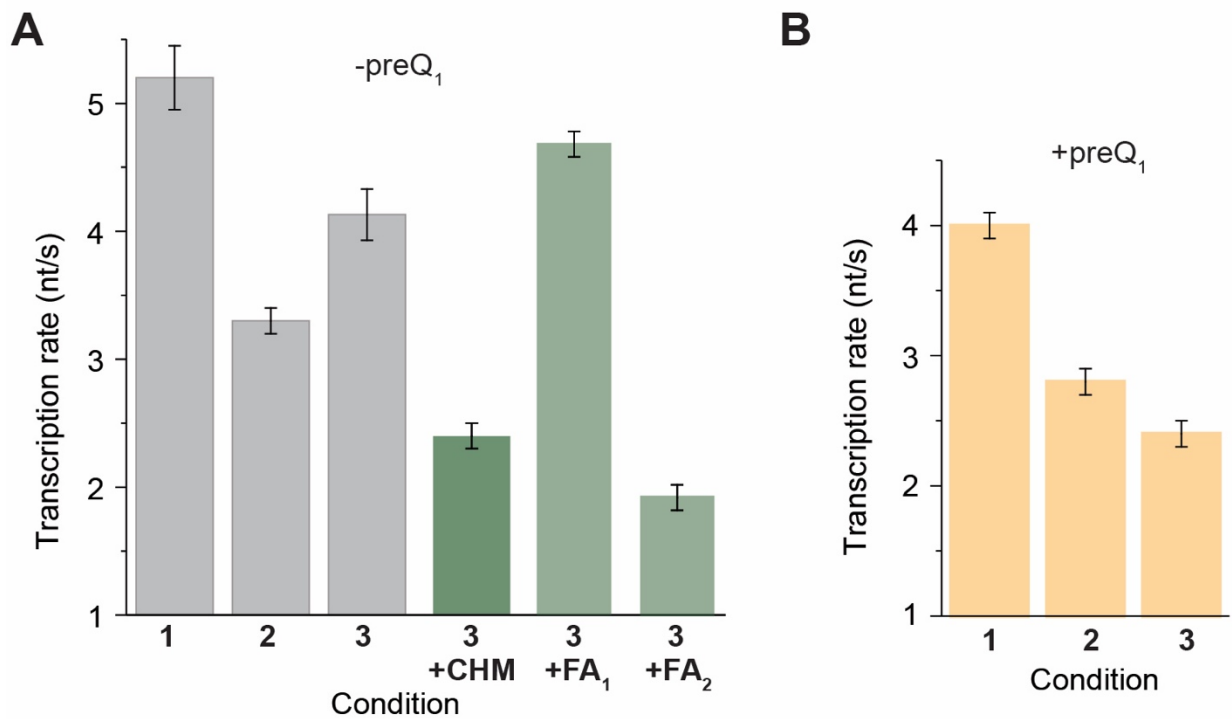 A
-preQ₁
Transcription rate (nt/s)
5
4
3
2
1
1 2 3 3 3 3
+CHM +FA₁ +FA₂
Condition
B
+preQ₁
Transcription rate (nt/s)
4
3
2
1
1 2 3
Condition